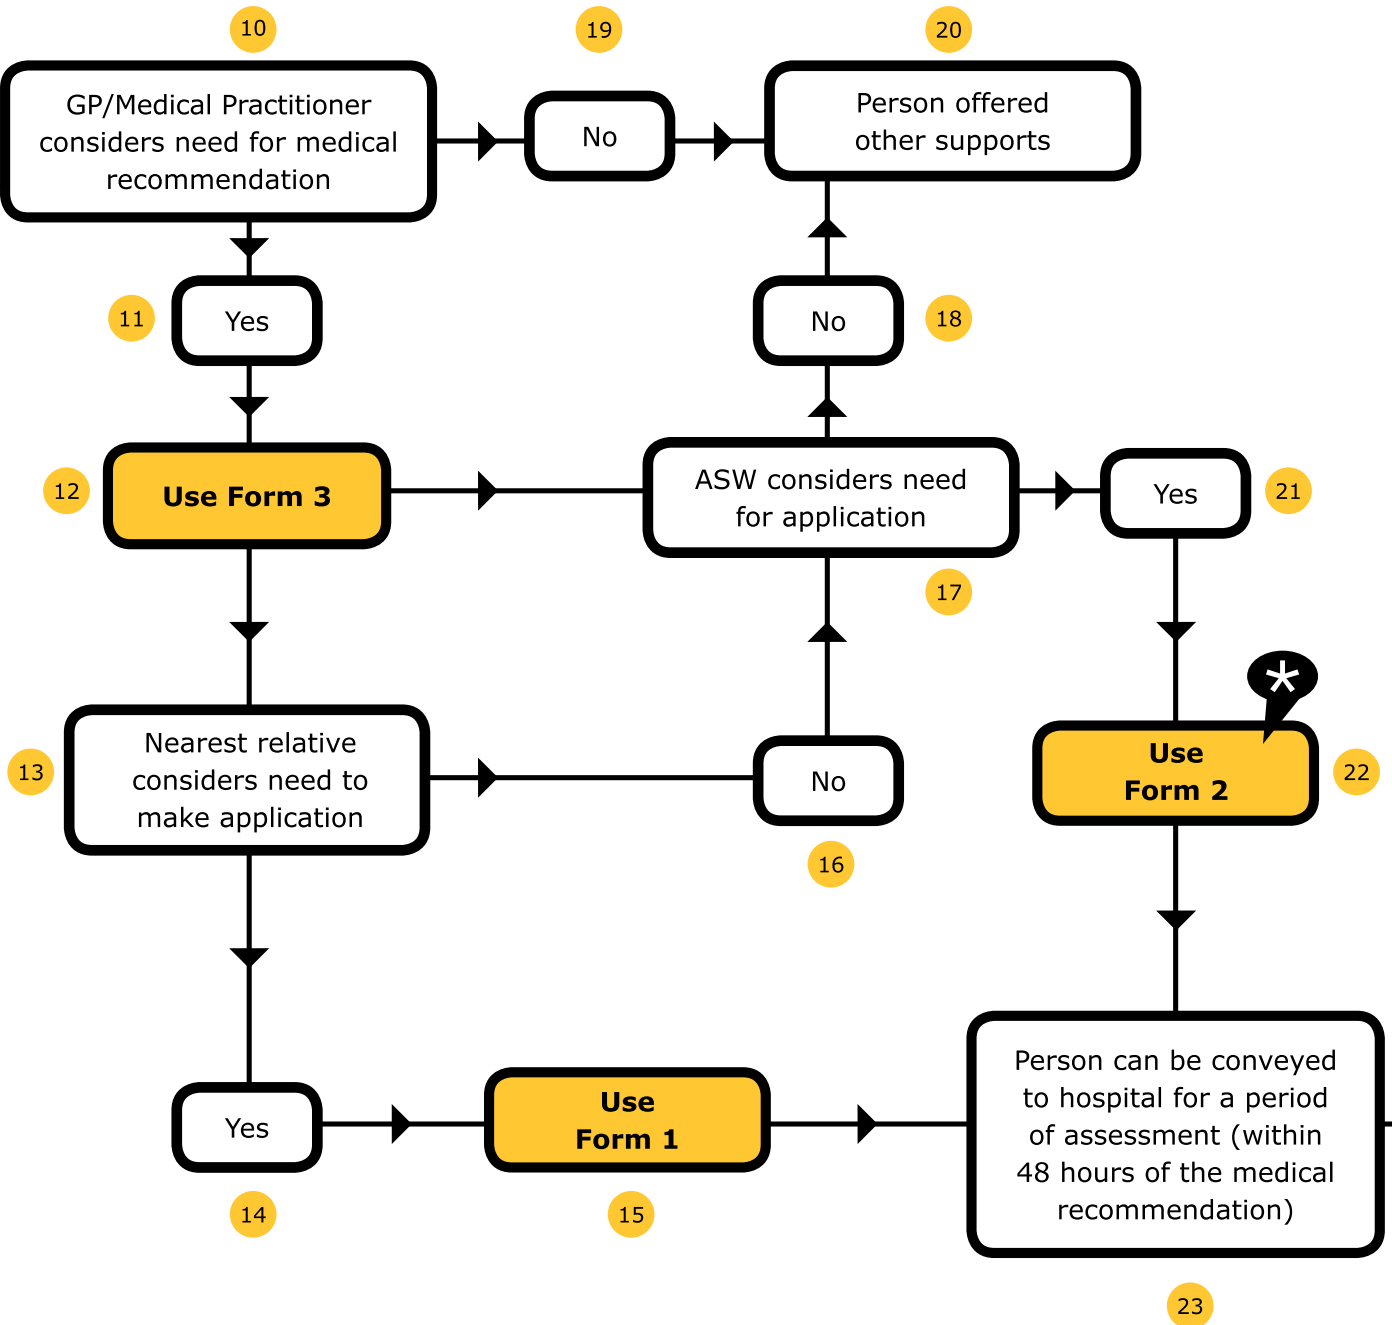 10
19
20
GP/Medical Practitioner
considers need for medical
recommendation
No
Person offered
other supports
11
Yes
No
18
12
Use Form 3
ASW considers need
for application
Yes
21
17
13
Nearest relative
considers need to
make application
No
16
*
Use
Form 2
22
Yes
14
Use
Form 1
15
Person can be conveyed
to hospital for a period
of assessment (within
48 hours of the medical
recommendation)
23